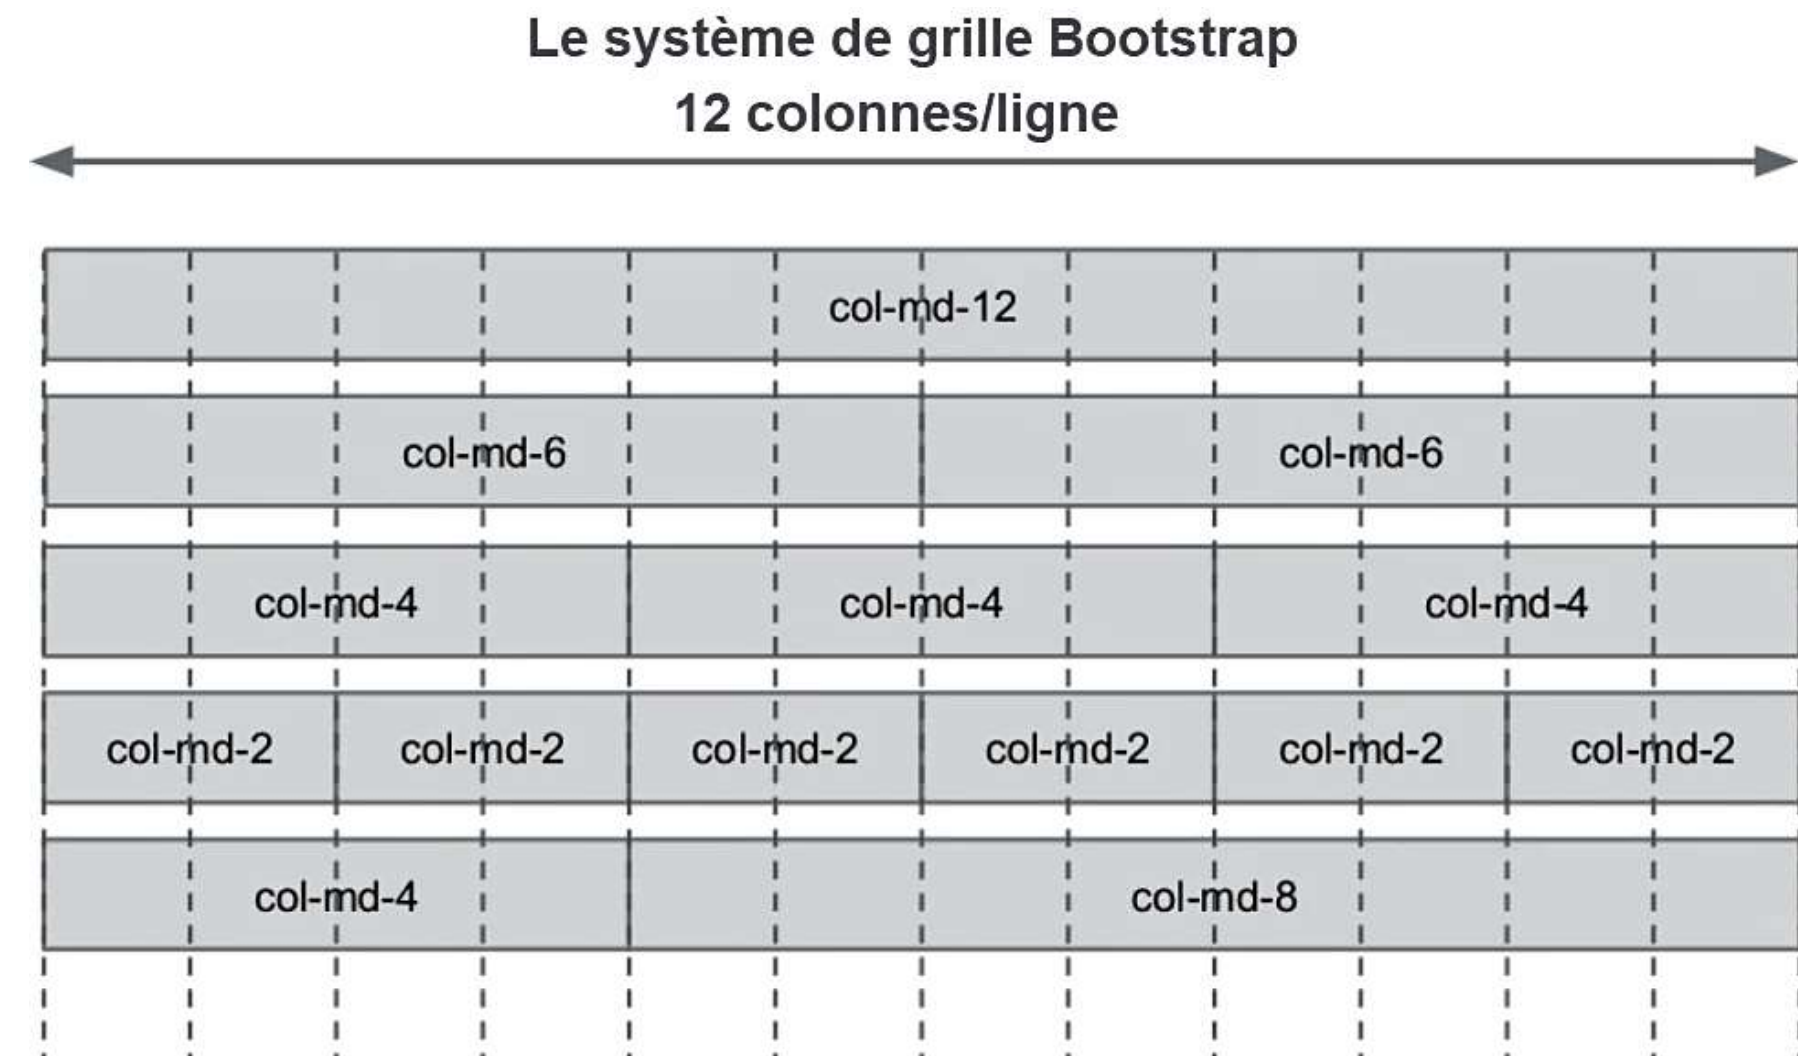 Le système de grille Bootstrap
12 colonnes/ligne
col-md-12
col-md-6 col-md-6
col-md-4 col-md-4 col-md-4
col-md-2 col-md-2 col-md-2 col-md-2 col-md-2 col-md-2
col-md-4 col-md-8